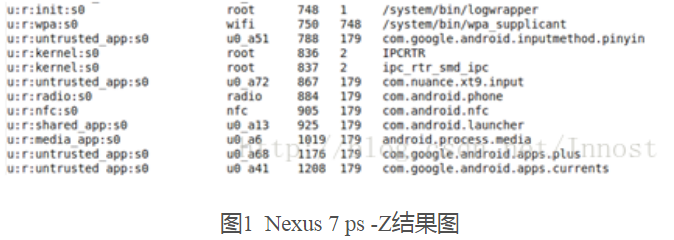 u:r:init:s0 root 748 1 /system/bin/logwrapper
u:r:wpa:s0 wifi 750 748 /system/bin/wpa_supplicant
u:r:untrusted_app:s0 u0_a51 788 179 com.google.android.inputmethod.pinyin
u:r:kernel:s0 root 836 2 IPCRTR
u:r:kernel:s0 root 837 2 ipc_rtr_smd_ipc
u:r:untrusted_app:s0 u0_a72 867 179 com.nuance.xt9.input
u:r:radio:s0 radio 884 179 com.android.phone
u:r:nfc:s0 nfc 905 179 com.android.nfc
u:r:shared_app:s0 u0_a13 925 179 com.android.launcher
u:r:media_app:s0 u0_a6 1019 179 android.process.media
u:r:untrusted_app:s0 u0_a68 1176 179 com.google.android.apps.plus
u:r:untrusted_app:s0 u0_a41 1208 179 com.google.android.apps.currents
图1 Nexus 7 ps -Z结果图